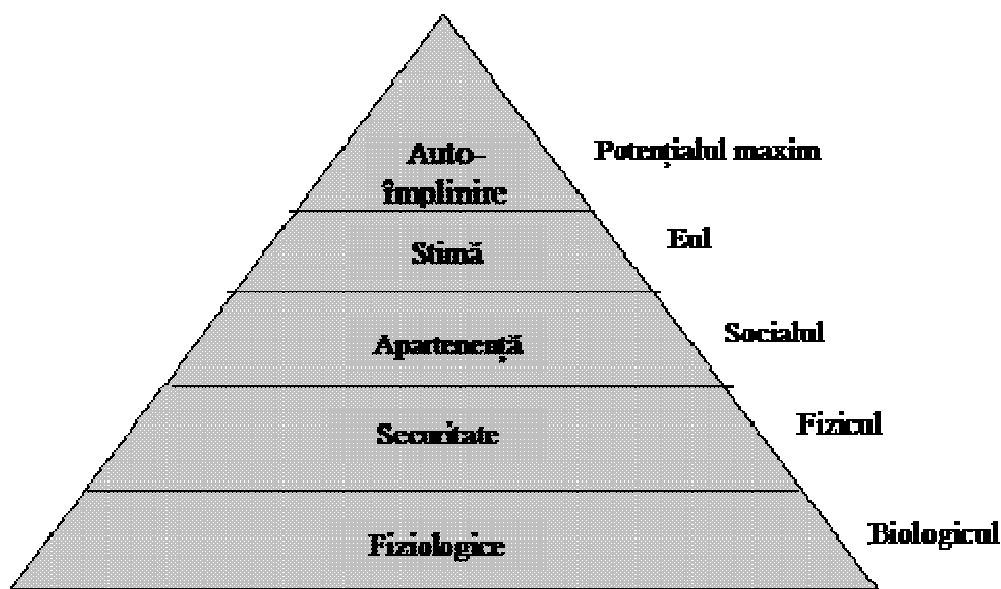 Auto-
împlinire
Potențialul maxim
Stimă
Eul
Apartenență
Socialul
Securitate
Fizicul
Fiziologice
Biologicul